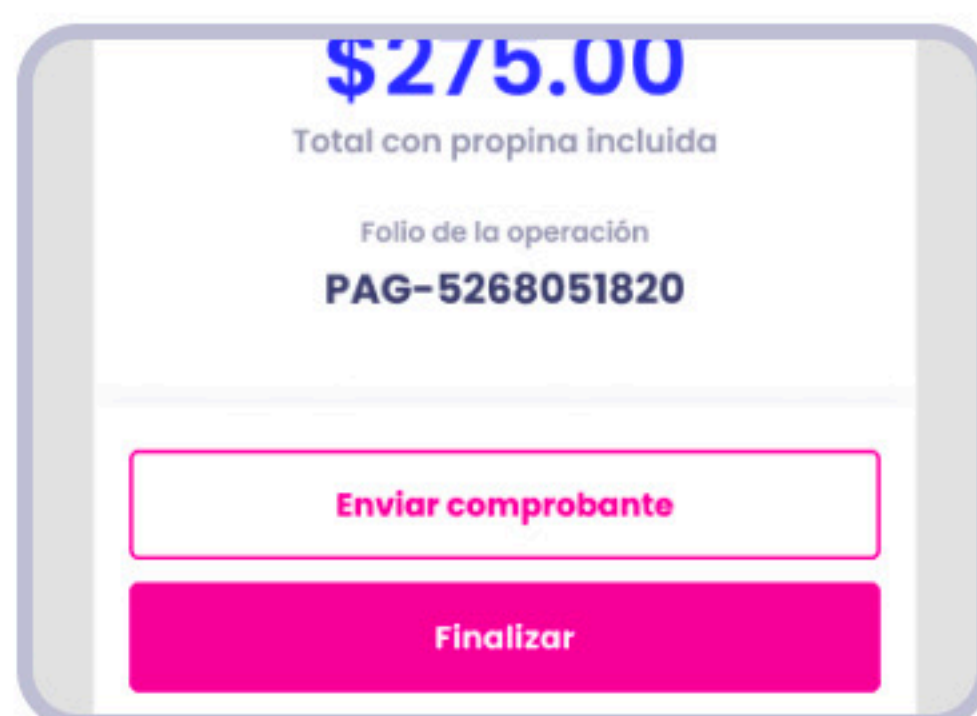 $275.00
Total con propina incluida
Folio de la operación
PAG-5268051820
Enviar comprobante
Finalizar